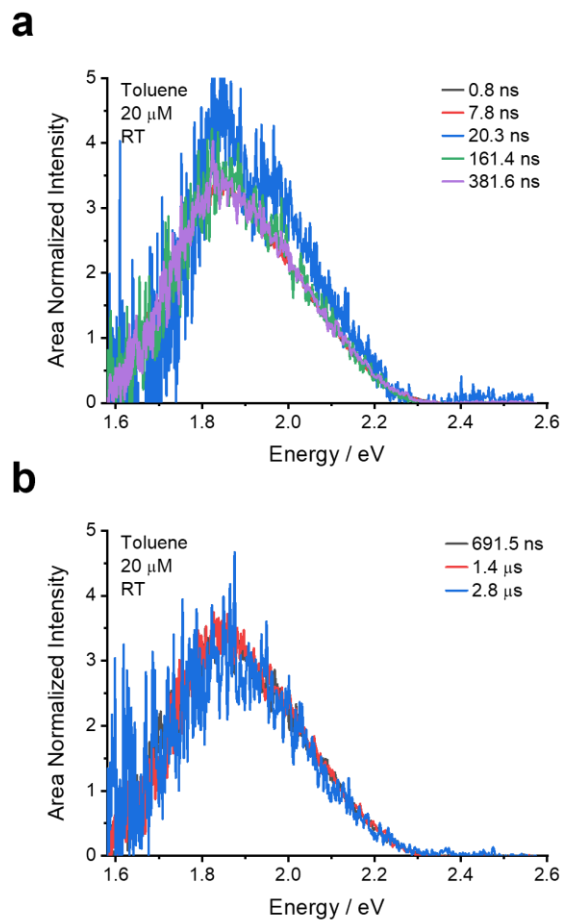 a
Toluene
20 μM
RT
0.8 ns
7.8 ns
20.3 ns
161.4 ns
381.6 ns
Area Normalized Intensity
5
4
3
2
1
0
1.6 1.8 2.0 2.2 2.4 2.6
Energy / eV
b
Toluene
20 μM
RT
691.5 ns
1.4 μs
2.8 μs
Area Normalized Intensity
5
4
3
2
1
0
1.6 1.8 2.0 2.2 2.4 2.6
Energy / eV